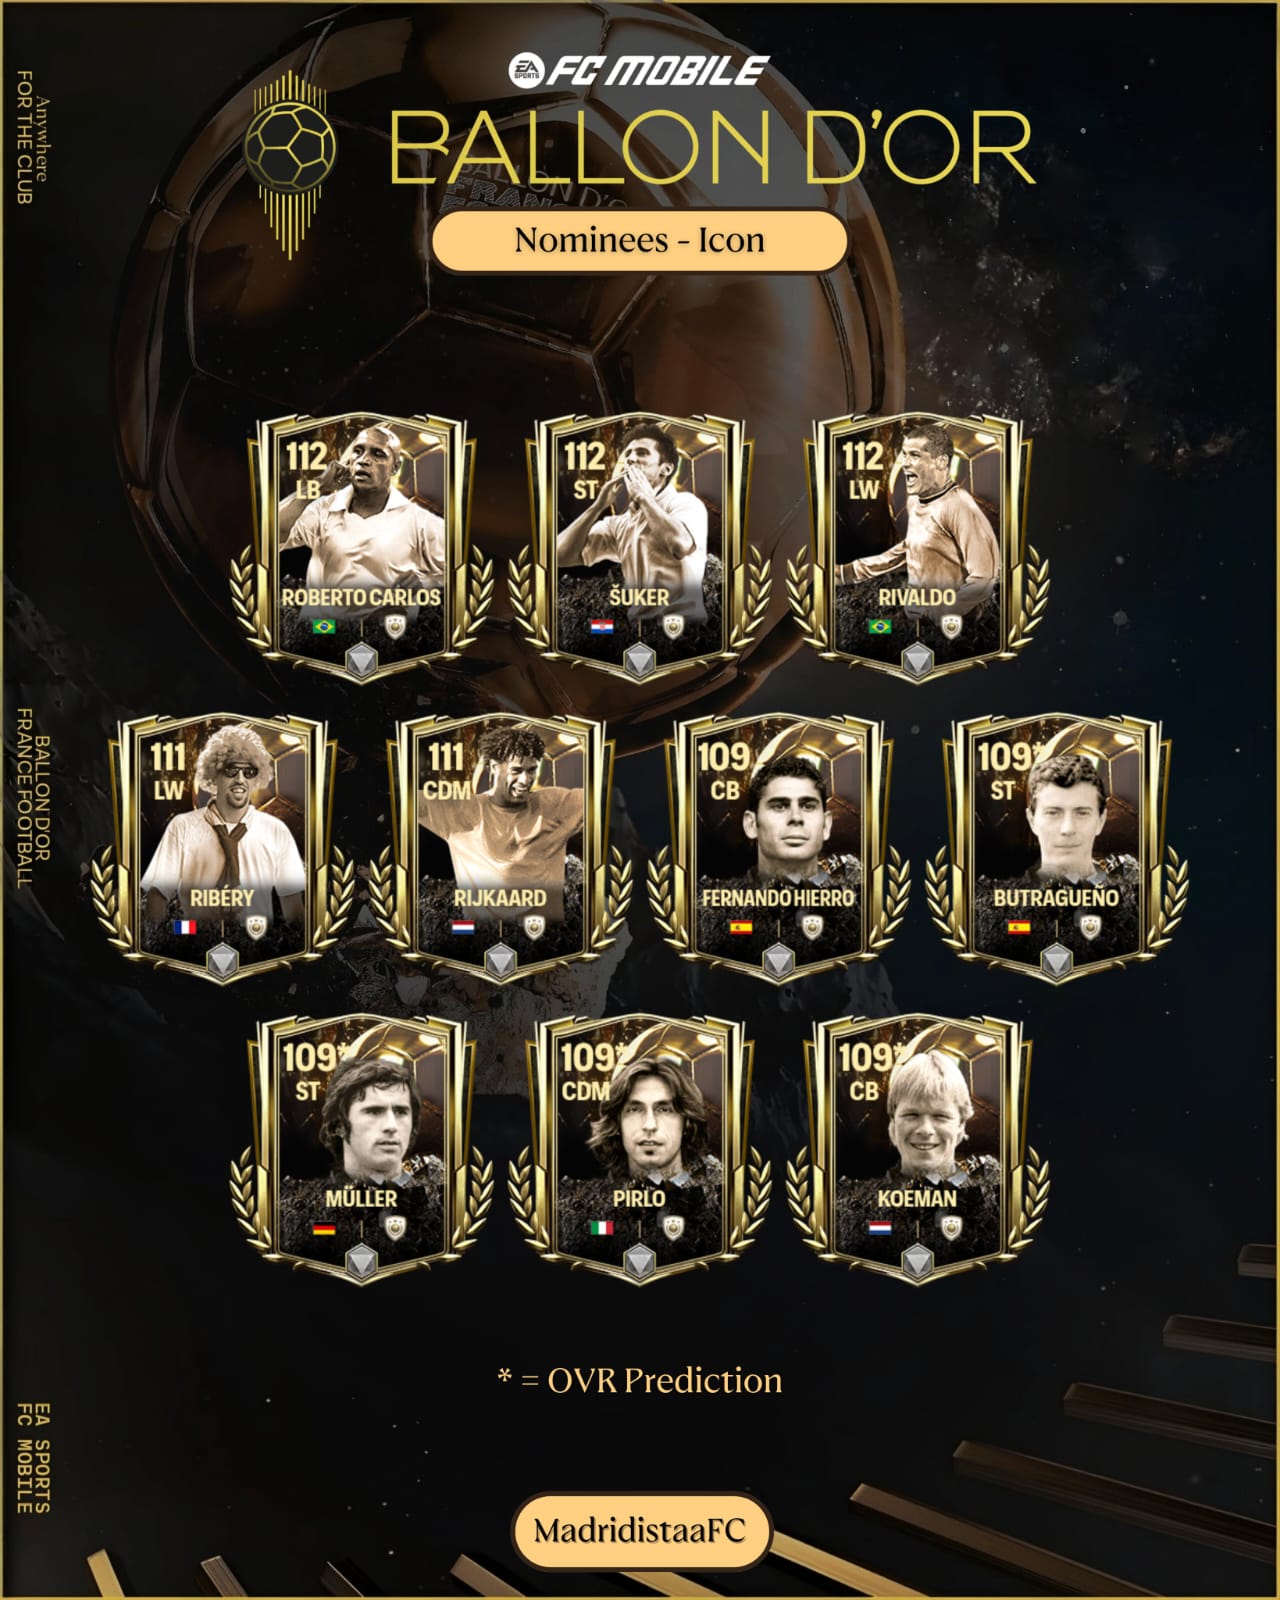 EA SPORTS FC MOBILE
BALLON D'OR
Nominees - Icon
Anywhere
FOR THE CLUB
112
LB
ROBERTO CARLOS
112
ST
ŠUKER
112
LW
RIVALDO
BALLON D'OR
FRANCE FOOTBALL
111
LW
RIBÉRY
111
CDM
RIJKAARD
109
CB
FERNANDO HIERRO
109*
ST
BUTRAGUEÑO
109*
ST
MÜLLER
109*
CDM
PIRLO
109*
CB
KOEMAN
* = OVR Prediction
EA SPORTS
FC MOBILE
MadridistaaFC